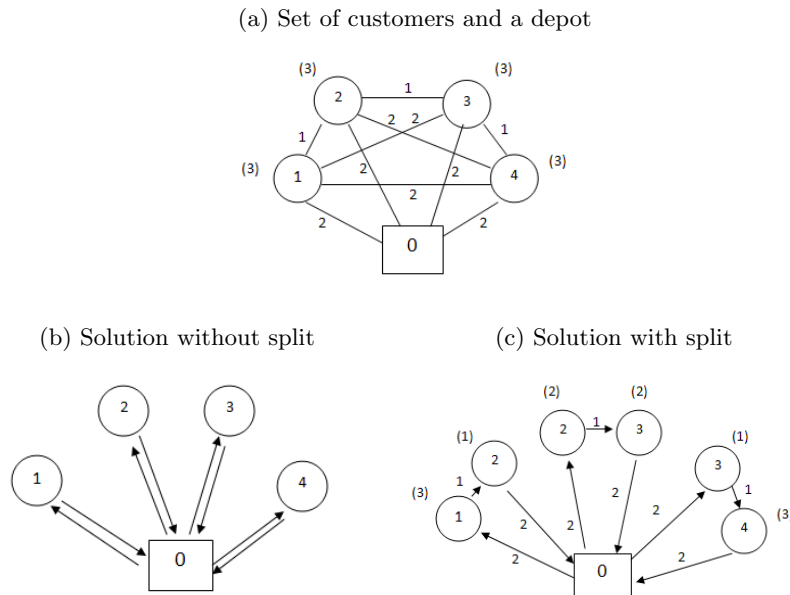 (a) Set of customers and a depot
(3) (3)
2 1 3
1 2 2 1
(3) 1 2 2 4 (3)
2
2 0 2
(b) Solution without split
(c) Solution with split
2 3
1 4
0
(2) (2)
2 1 3
(1) (1)
2 3
(3) 1 1 2 2 1
1 2 2 4 (3
2 2
0